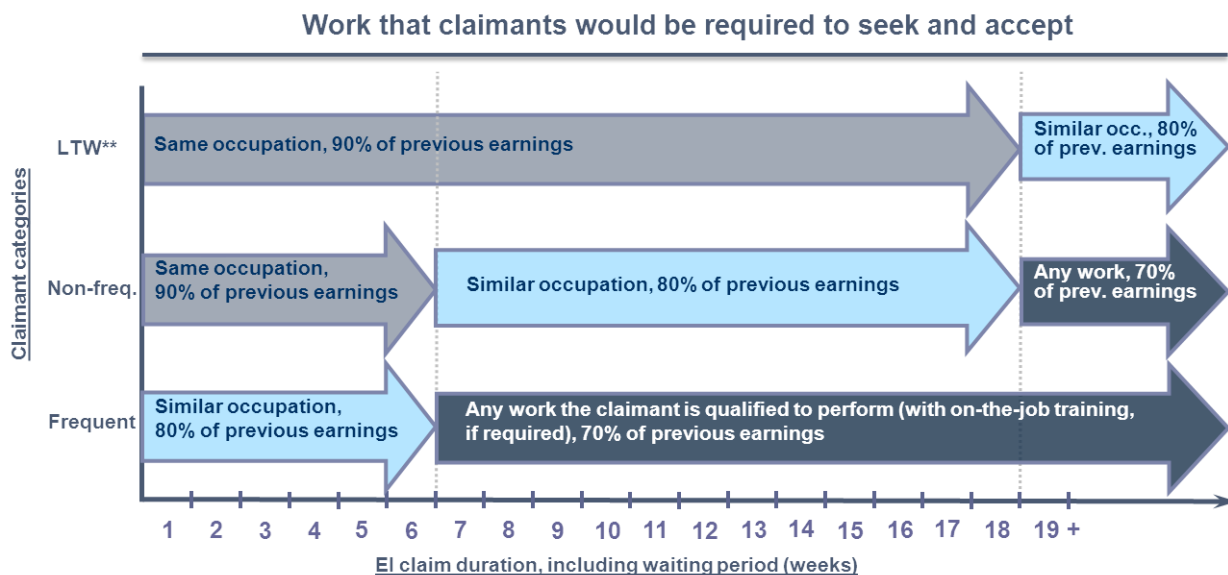 Work that claimants would be required to seek and accept
Claimant categories
LTW**
Same occupation, 90% of previous earnings
Similar occ., 80%
of prev. earnings
Non-freq.
Same occupation,
90% of previous earnings
Similar occupation, 80% of previous earnings
Any work, 70%
of prev. earnings
Frequent
Similar occupation,
80% of previous earnings
Any work the claimant is qualified to perform (with on-the-job training,
if required), 70% of previous earnings
1 2 3 4 5 6 7 8 9 10 11 12 13 14 15 16 17 18 19 +
EI claim duration, including waiting period (weeks)